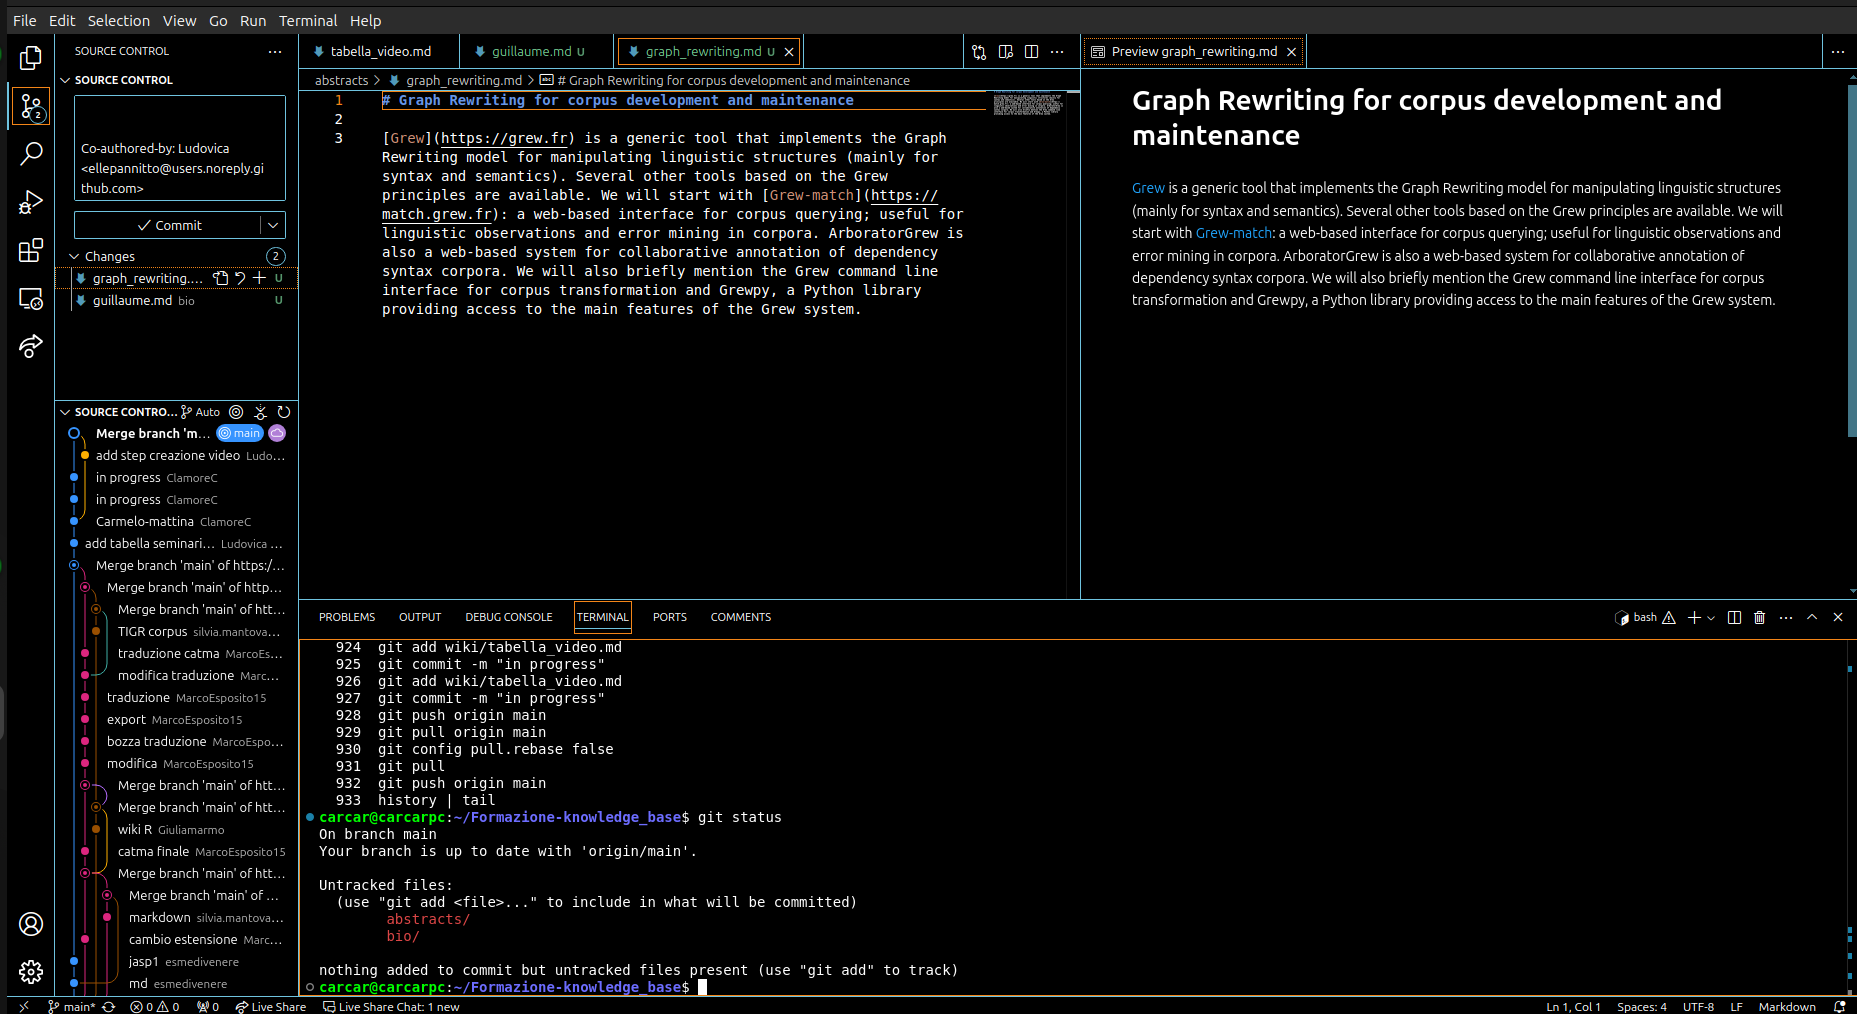 File Edit Selection View Go Run Terminal Help
SOURCE CONTROL
SOURCE CONTROL
Co-authored-by: Ludovica
<ellepannitto@users.noreply.gi
thub.com>
Commit
Changes 2
graph_rewriting.... U
guillaume.md bio U
SOURCE CONTRO... Auto
Merge branch 'm... main
add step creazione video Ludo...
in progress ClamoreC
in progress ClamoreC
Carmelo-mattina ClamoreC
add tabella seminari... Ludovica ...
Merge branch 'main' of https:/...
Merge branch 'main' of http...
Merge branch 'main' of htt...
TIGR corpus silvia.mantova...
traduzione catma MarcoEs...
modifica traduzione Marc...
traduzione MarcoEsposito15
export MarcoEsposito15
bozza traduzione MarcoEspo...
modifica MarcoEsposito15
Merge branch 'main' of htt...
Merge branch 'main' of htt...
wiki R Giuliamarmo
catma finale MarcoEsposito15
Merge branch 'main' of htt...
Merge branch 'main' of ...
markdown silvia.mantova...
cambio estensione Marc...
jasp1 esmedivenere
md esmedivenere
2
tabella_video.md guillaume.md U graph_rewriting.md U
abstracts > graph_rewriting.md > # Graph Rewriting for corpus development and maintenance
1 # Graph Rewriting for corpus development and maintenance
2
3 [Grew](https://grew.fr) is a generic tool that implements the Graph
Rewriting model for manipulating linguistic structures (mainly for
syntax and semantics). Several other tools based on the Grew
principles are available. We will start with [Grew-match](https://
match.grew.fr): a web-based interface for corpus querying; useful for
linguistic observations and error mining in corpora. ArboratorGrew is
also a web-based system for collaborative annotation of dependency
syntax corpora. We will also briefly mention the Grew command line
interface for corpus transformation and Grewpy, a Python library
providing access to the main features of the Grew system.
Preview graph_rewriting.md
Graph Rewriting for corpus development and
maintenance
Grew is a generic tool that implements the Graph Rewriting model for manipulating linguistic structures
(mainly for syntax and semantics). Several other tools based on the Grew principles are available. We will
start with Grew-match: a web-based interface for corpus querying; useful for linguistic observations and
error mining in corpora. ArboratorGrew is also a web-based system for collaborative annotation of
dependency syntax corpora. We will also briefly mention the Grew command line interface for corpus
transformation and Grewpy, a Python library providing access to the main features of the Grew system.
PROBLEMS OUTPUT DEBUG CONSOLE TERMINAL PORTS COMMENTS
bash
924 git add wiki/tabella_video.md
925 git commit -m "in progress"
926 git add wiki/tabella_video.md
927 git commit -m "in progress"
928 git push origin main
929 git pull origin main
930 git config pull.rebase false
931 git pull
932 git push origin main
933 history | tail
carcar@carcarpc:~/Formazione-knowledge_base$ git status
On branch main
Your branch is up to date with 'origin/main'.
Untracked files:
(use "git add <file>..." to include in what will be committed)
abstracts/
bio/
nothing added to commit but untracked files present (use "git add" to track)
carcar@carcarpc:~/Formazione-knowledge_base$
main* 0 0 0 Live Share Live Share Chat: 1 new
Ln 1, Col 1 Spaces: 4 UTF-8 LF Markdown